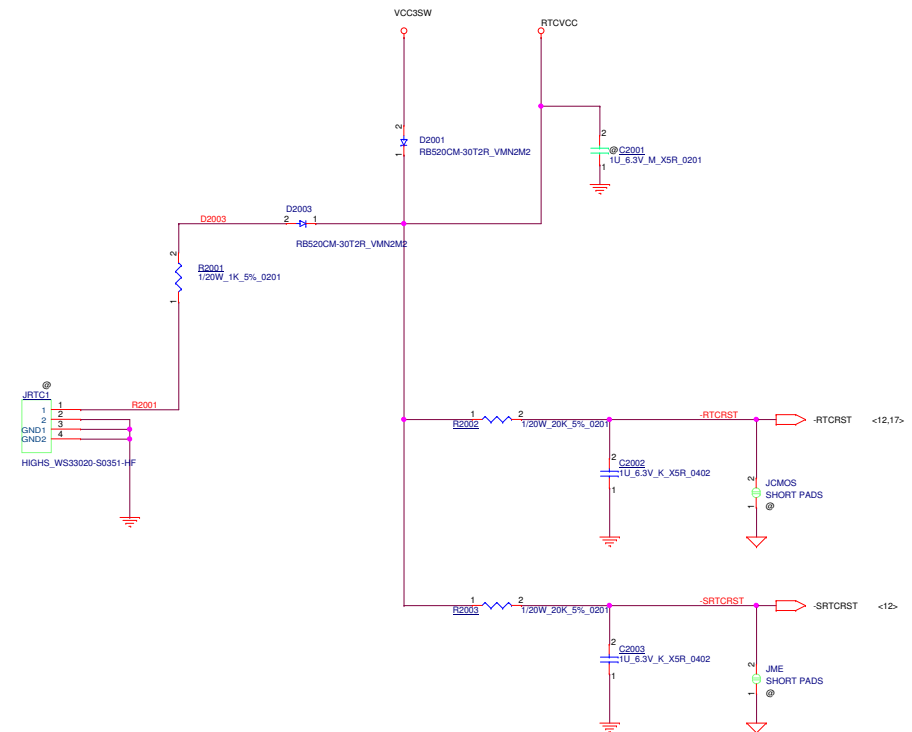 VCC3SW
RTCVCC
2
D2001
1
RB520CM-30T2R_VMN2M2
2
@ C2001
1U_6.3V_M_X5R_0201
1
D2003
D2003
2
1
RB520CM-30T2R_VMN2M2
2
R2001
1/20W_1K_5%_0201
1
@
JRTC1
1 1
2 2
GND1 3
GND2 4
R2001
HIGHS_WS33020-S0351-HF
1
2
R2002
1/20W_20K_5%_0201
-RTCRST
-RTCRST
<12,17>
2
C2002
1U_6.3V_K_X5R_0402
1
2
JCMOS
SHORT PADS
1
@
1
2
R2003
1/20W_20K_5%_0201
-SRTCRST
-SRTCRST
<12>
2
C2003
1U_6.3V_K_X5R_0402
1
2
JME
SHORT PADS
1
@